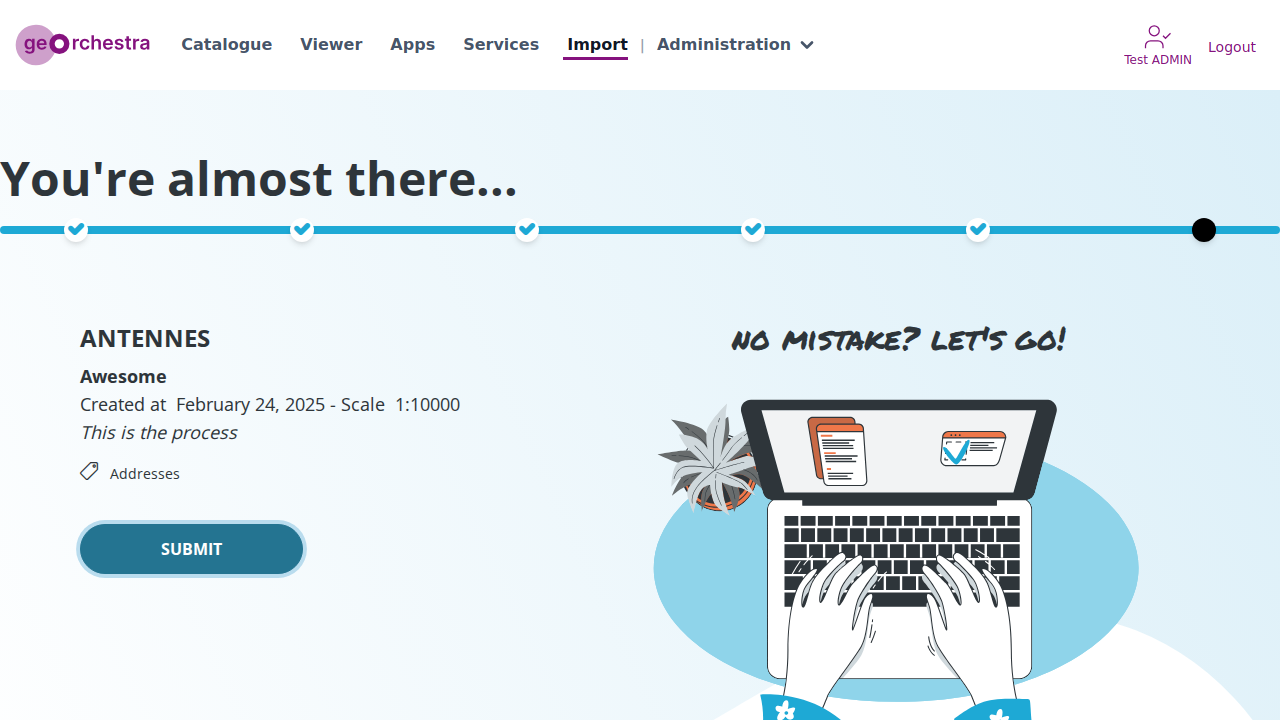 geOrchestra Catalogue Viewer Apps Services Import | Administration Test ADMIN Logout
You're almost there...
ANTENNES
NO MISTAKE? LET'S GO!
Awesome
Created at February 24, 2025 - Scale 1:10000
This is the process
Addresses
SUBMIT